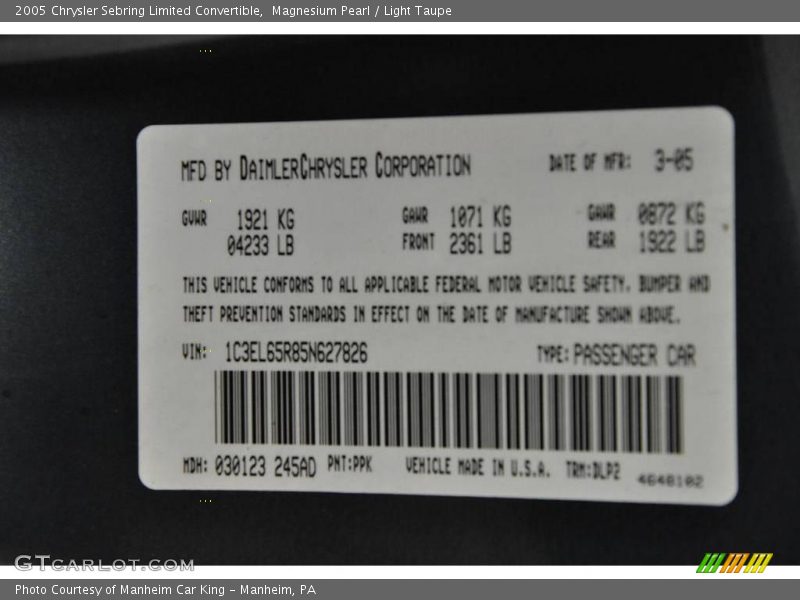 2005 Chrysler Sebring Limited Convertible,  Magnesium Pearl / Light Taupe
MFD BY DAIMLERCHRYSLER CORPORATION DATE OF MFR: 3-05
GVWR 1921 KG GAWR 1071 KG GAWR 0872 KG
04233 LB FRONT 2361 LB REAR 1922 LB
THIS VEHICLE CONFORMS TO ALL APPLICABLE FEDERAL MOTOR VEHICLE SAFETY, BUMPER AND
THEFT PREVENTION STANDARDS IN EFFECT ON THE DATE OF MANUFACTURE SHOWN ABOVE.
VIN: 1C3EL65R85N627826 TYPE: PASSENGER CAR
MDH: 030123 245AD PNT:PPK VEHICLE MADE IN U.S.A. TRM:DLP2 4648102
GTCARLOT.COM
Photo Courtesy of Manheim Car King - Manheim, PA